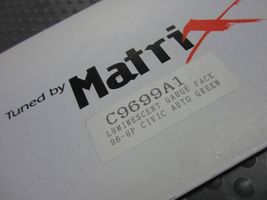 Tuned by Matrix
C9699A1
LUMINESCENT GAUGE FACE
96-UP CIVIC AUTO GREEN